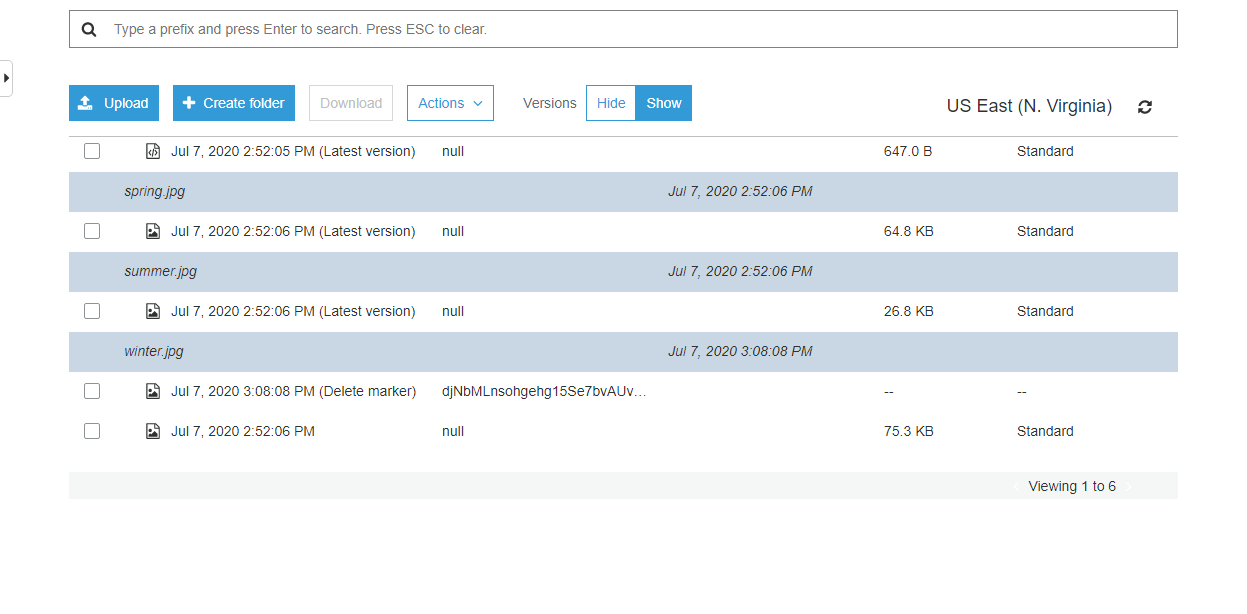 Type a prefix and press Enter to search. Press ESC to clear.
Upload Create folder Download Actions Versions Hide Show US East (N. Virginia)
Jul 7, 2020 2:52:05 PM (Latest version) null 647.0 B Standard
spring.jpg Jul 7, 2020 2:52:06 PM
Jul 7, 2020 2:52:06 PM (Latest version) null 64.8 KB Standard
summer.jpg Jul 7, 2020 2:52:06 PM
Jul 7, 2020 2:52:06 PM (Latest version) null 26.8 KB Standard
winter.jpg Jul 7, 2020 3:08:08 PM
Jul 7, 2020 3:08:08 PM (Delete marker) djNbMLnsohgehg15Se7bvAUv... -- --
Jul 7, 2020 2:52:06 PM null 75.3 KB Standard
Viewing 1 to 6